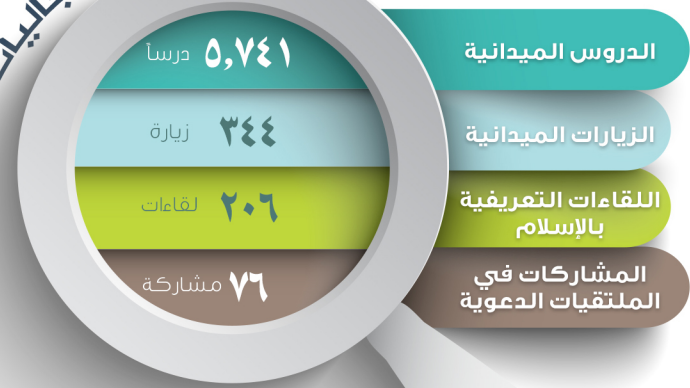 الدروس الميدانية
٥,٧٤١ درساً
الزيارات الميدانية
٣٤٤ زيارة
اللقاءات التعريفية
بالإسلام
٢٠٦ لقاءات
المشاركات في
الملتقيات الدعوية
٧٦ مشاركة